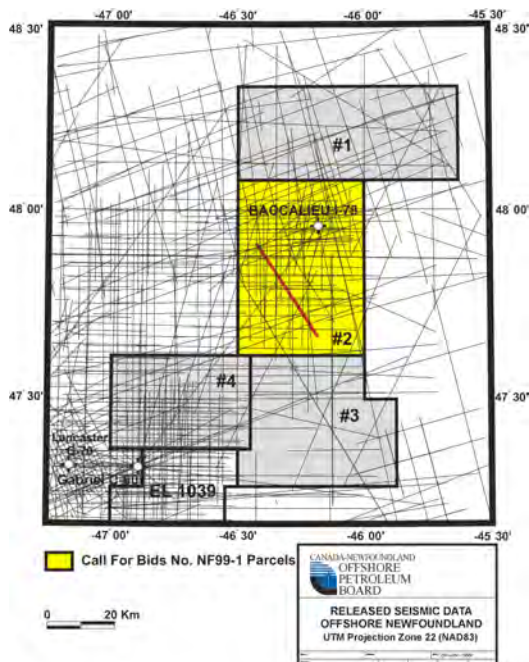 -47 00' -46.30' -46 00'
48 30' -45.30'
48 30'
#1
48 00' 48 00'
BACCALIEU I-78
#2
#4
47.30' 47.30'
#3
Lancaster
G-70
Gabriel C-60
EL 1039
-47 00' -46.30' -46 00' -45.30'
Call For Bids No. NF99-1 Parcels
0 20 Km
CANADA-NEWFOUNDLAND
OFFSHORE
PETROLEUM
BOARD
RELEASED SEISMIC DATA
OFFSHORE NEWFOUNDLAND
UTM Projection Zone 22 (NAD83)